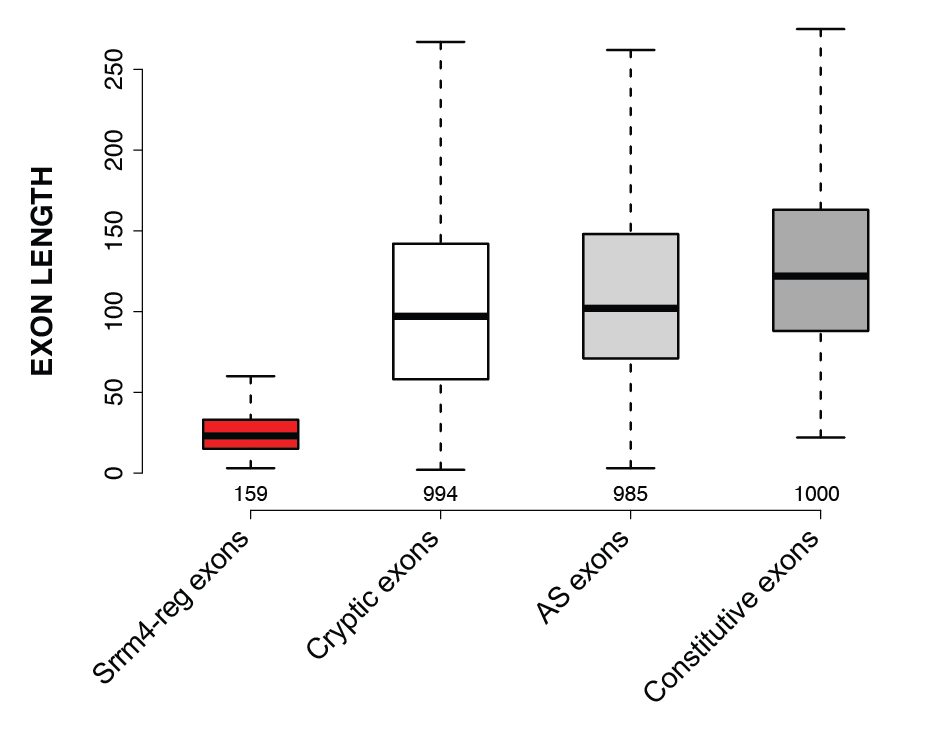 EXON LENGTH
250
200
150
100
50
0
159 994 985 1000
Srrm4-reg exons
Cryptic exons
AS exons
Constitutive exons